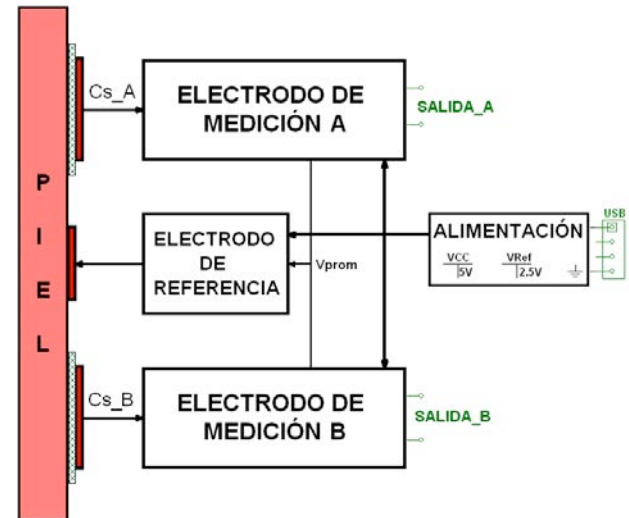 P
I
E
L
Cs_A
ELECTRODO DE
MEDICIÓN A
SALIDA_A
ELECTRODO
DE
REFERENCIA
Vprom
ALIMENTACIÓN
VCC
5V
VRef
2.5V
USB
Cs_B
ELECTRODO DE
MEDICIÓN B
SALIDA_B